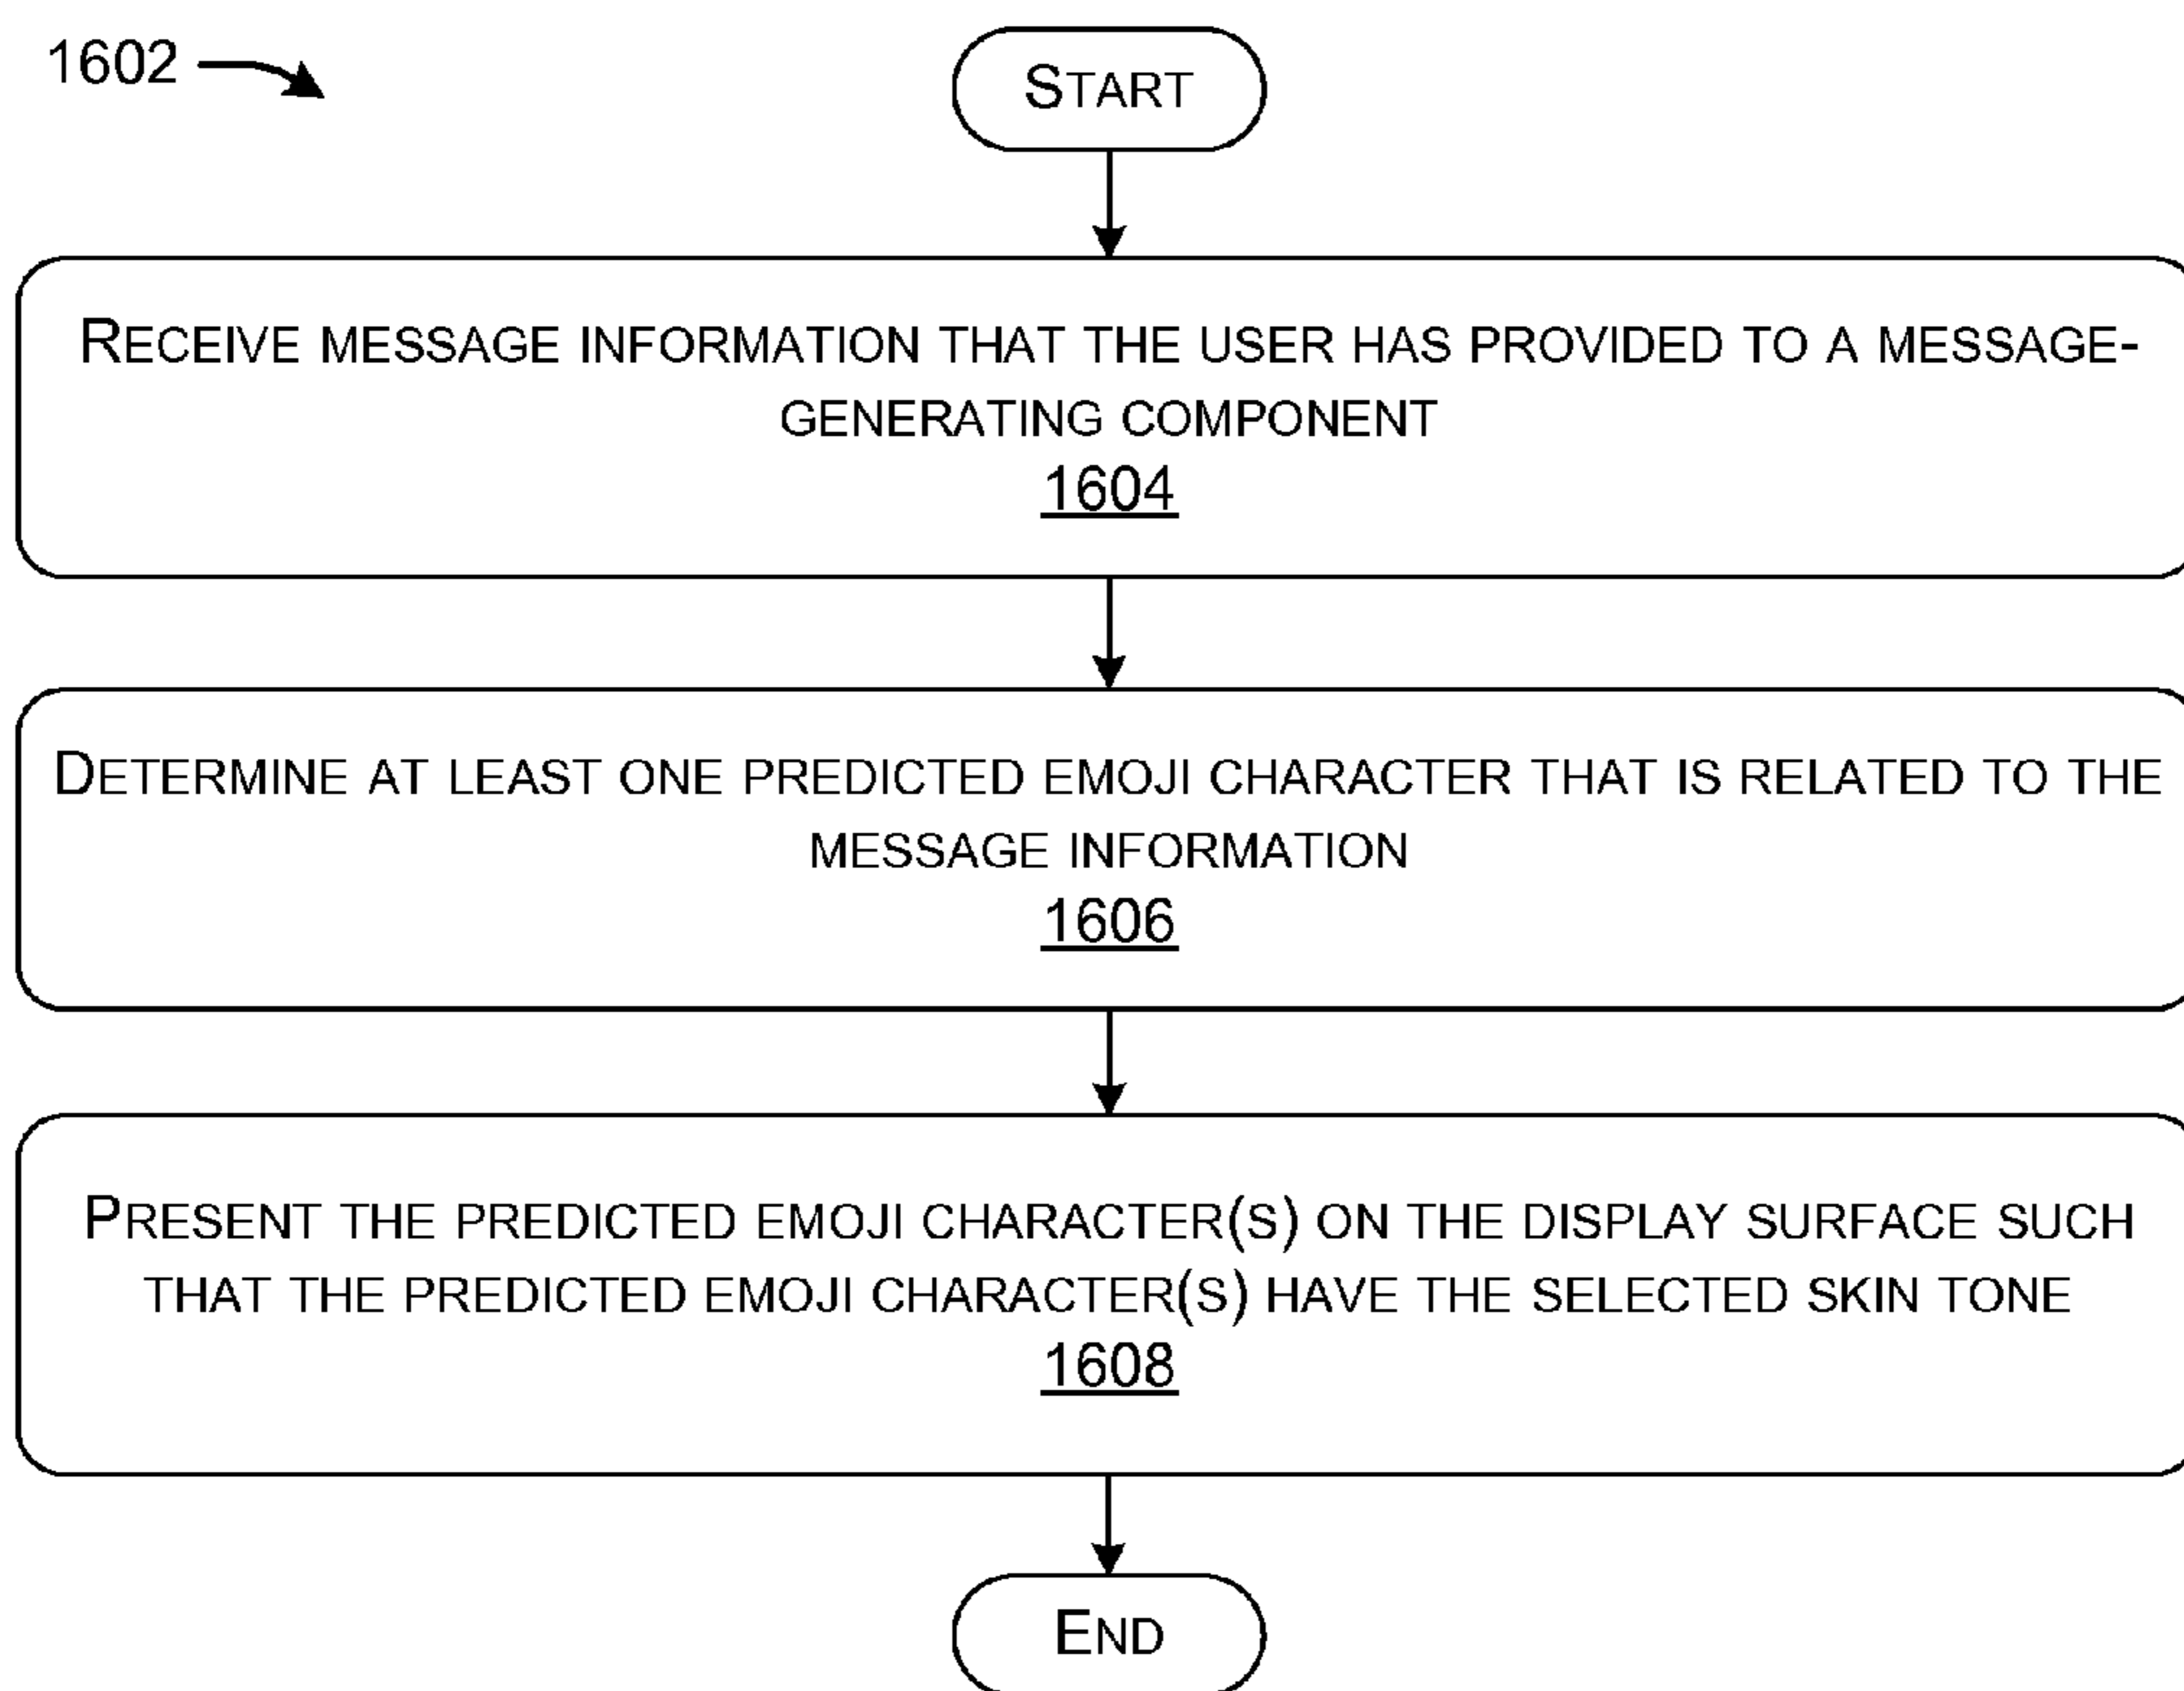 1602
START
RECEIVE MESSAGE INFORMATION THAT THE USER HAS PROVIDED TO A MESSAGE-
GENERATING COMPONENT
1604
DETERMINE AT LEAST ONE PREDICTED EMOJI CHARACTER THAT IS RELATED TO THE
MESSAGE INFORMATION
1606
PRESENT THE PREDICTED EMOJI CHARACTER(S) ON THE DISPLAY SURFACE SUCH
THAT THE PREDICTED EMOJI CHARACTER(S) HAVE THE SELECTED SKIN TONE
1608
END